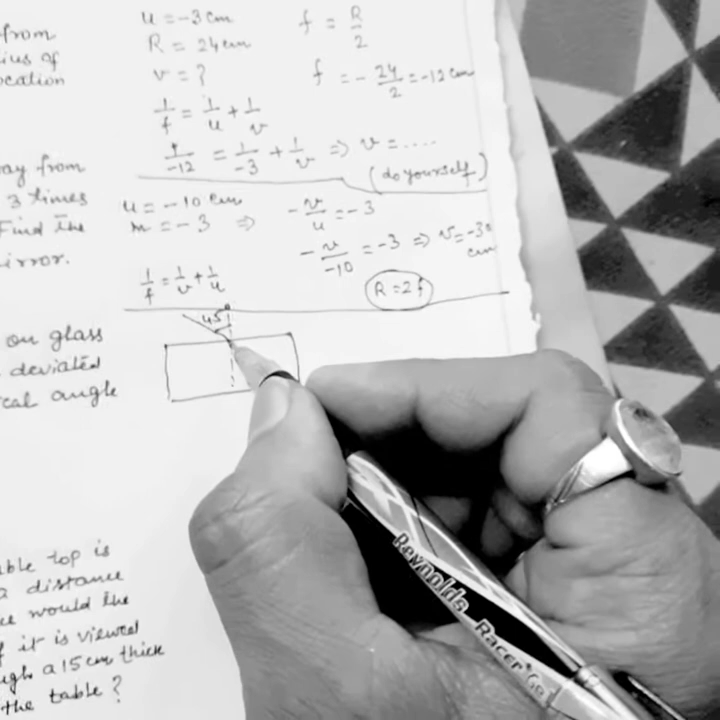 from
ius of
ocation
u = -3 cm
R = 24 cm
v = ?
f = R/2
f = - 24/2 = -12 cm
1/f = 1/u + 1/v
1/-12 = 1/-3 + 1/v ⇒ v = ....
(do yourself)
ay from
3 times
Find the
irror.
u = -10 cm
m = -3 ⇒ -v/u = -3
-v/-10 = -3 ⇒ v = -30
cm
1/f = 1/v + 1/u
R = 2f
on glass
deviated
cal angle
45°
ble top is
a distance
would the
f it is viewed
ugh a 15 cm thick
the table ?
Reynolds Racer Gel